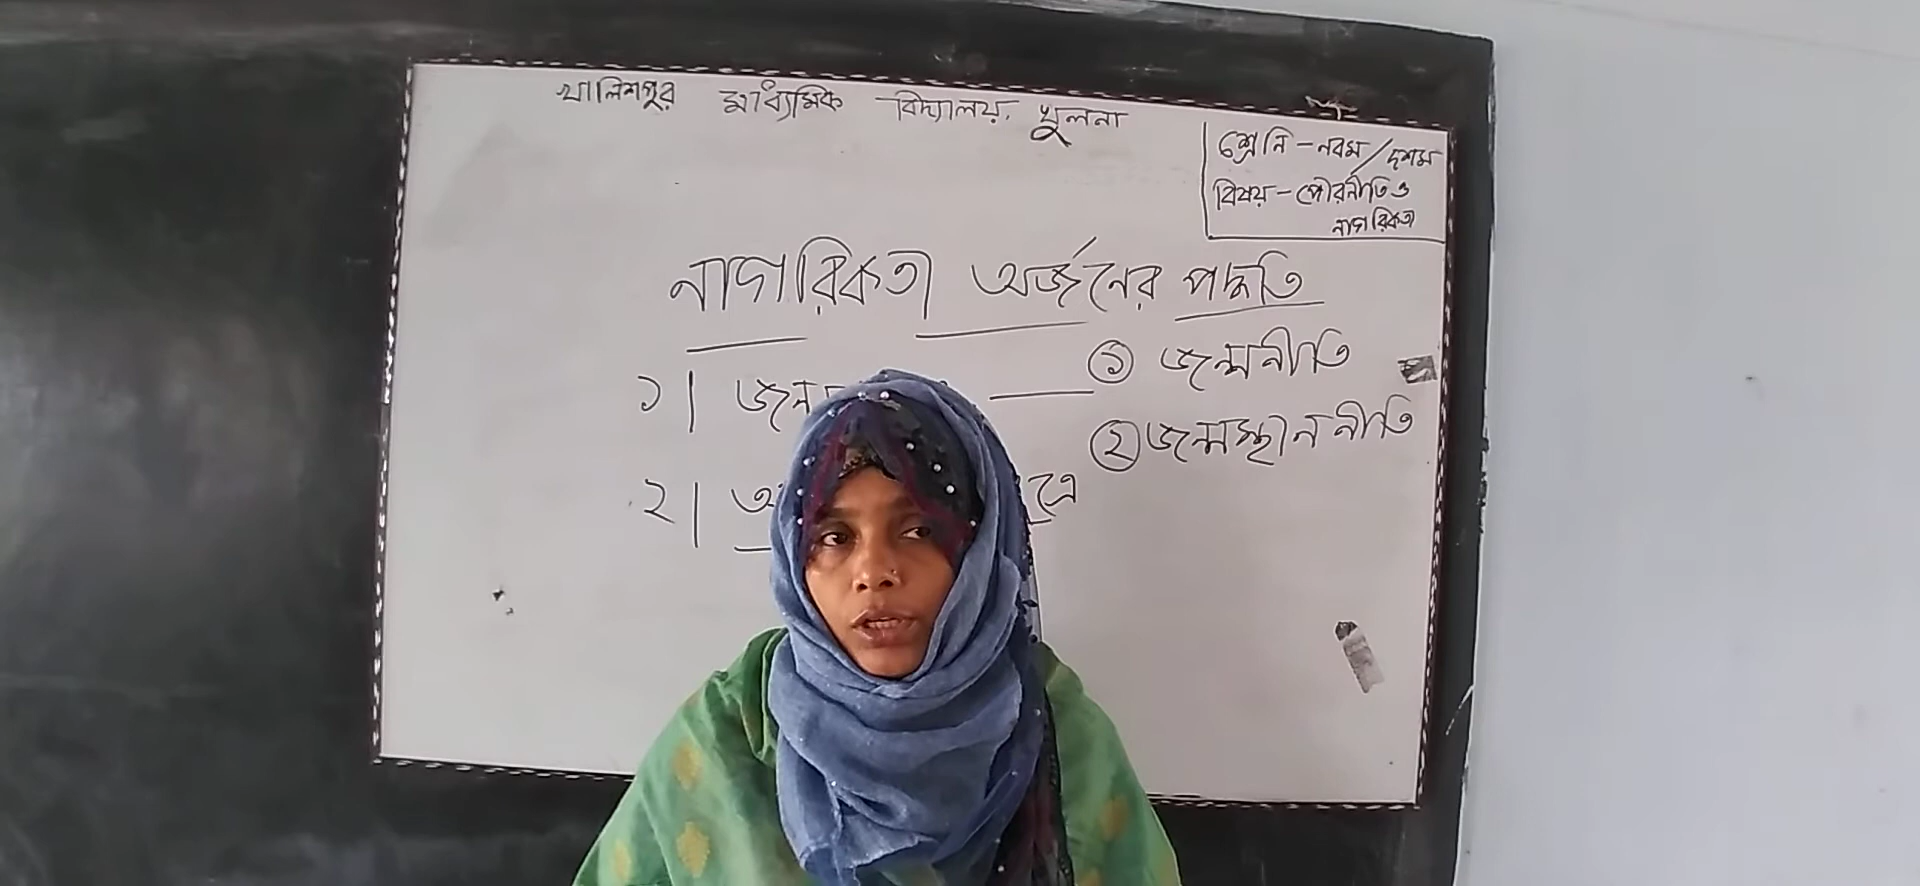 খালিশপুর মাধ্যমিক বিদ্যালয়, খুলনা
শ্রেনি - নবম / দশম
বিষয় - পৌরনীতি ও
নাগরিকতা
নাগরিকতা অর্জনের পদ্ধতি
১।
① জন্মনীতি
② জন্মস্থান নীতি
২।